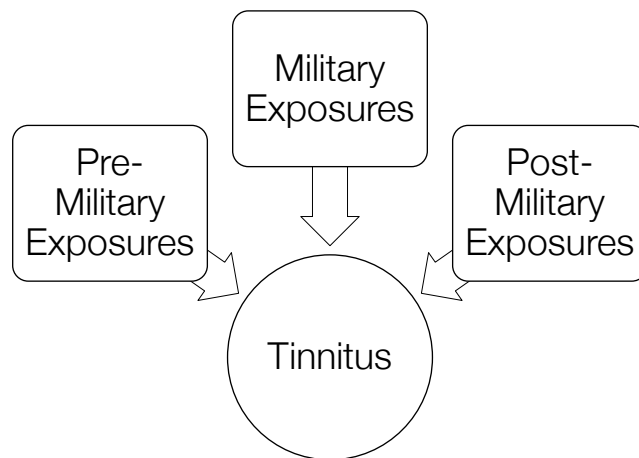 Military
Exposures
Pre-
Military
Exposures
Post-
Military
Exposures
Tinnitus